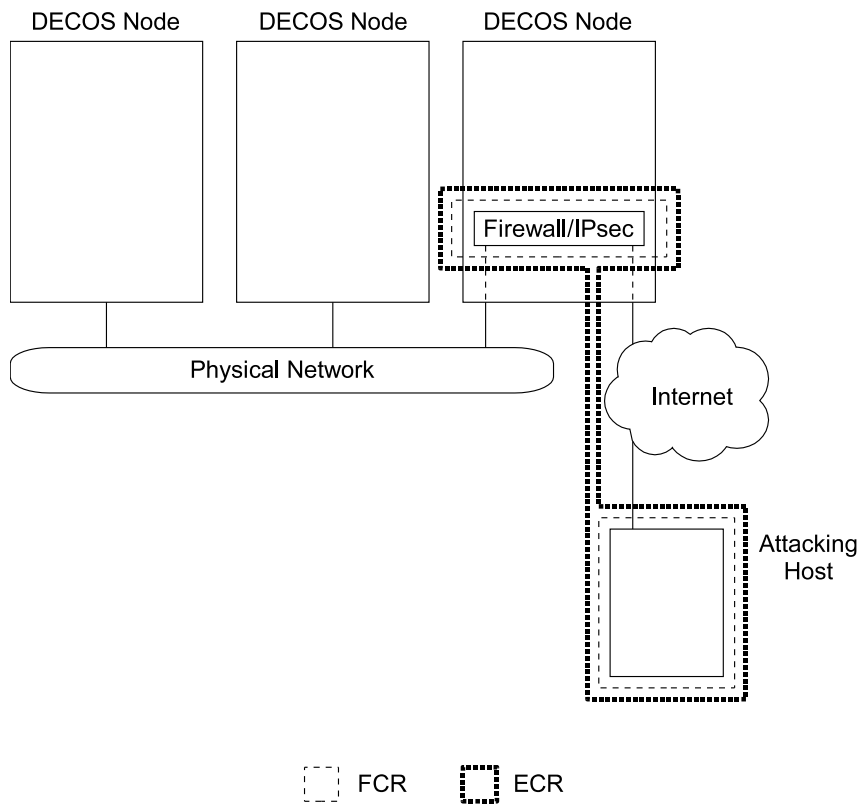 DECOS Node
DECOS Node
DECOS Node
Firewall/IPsec
Physical Network
Internet
Attacking
Host
FCR
ECR